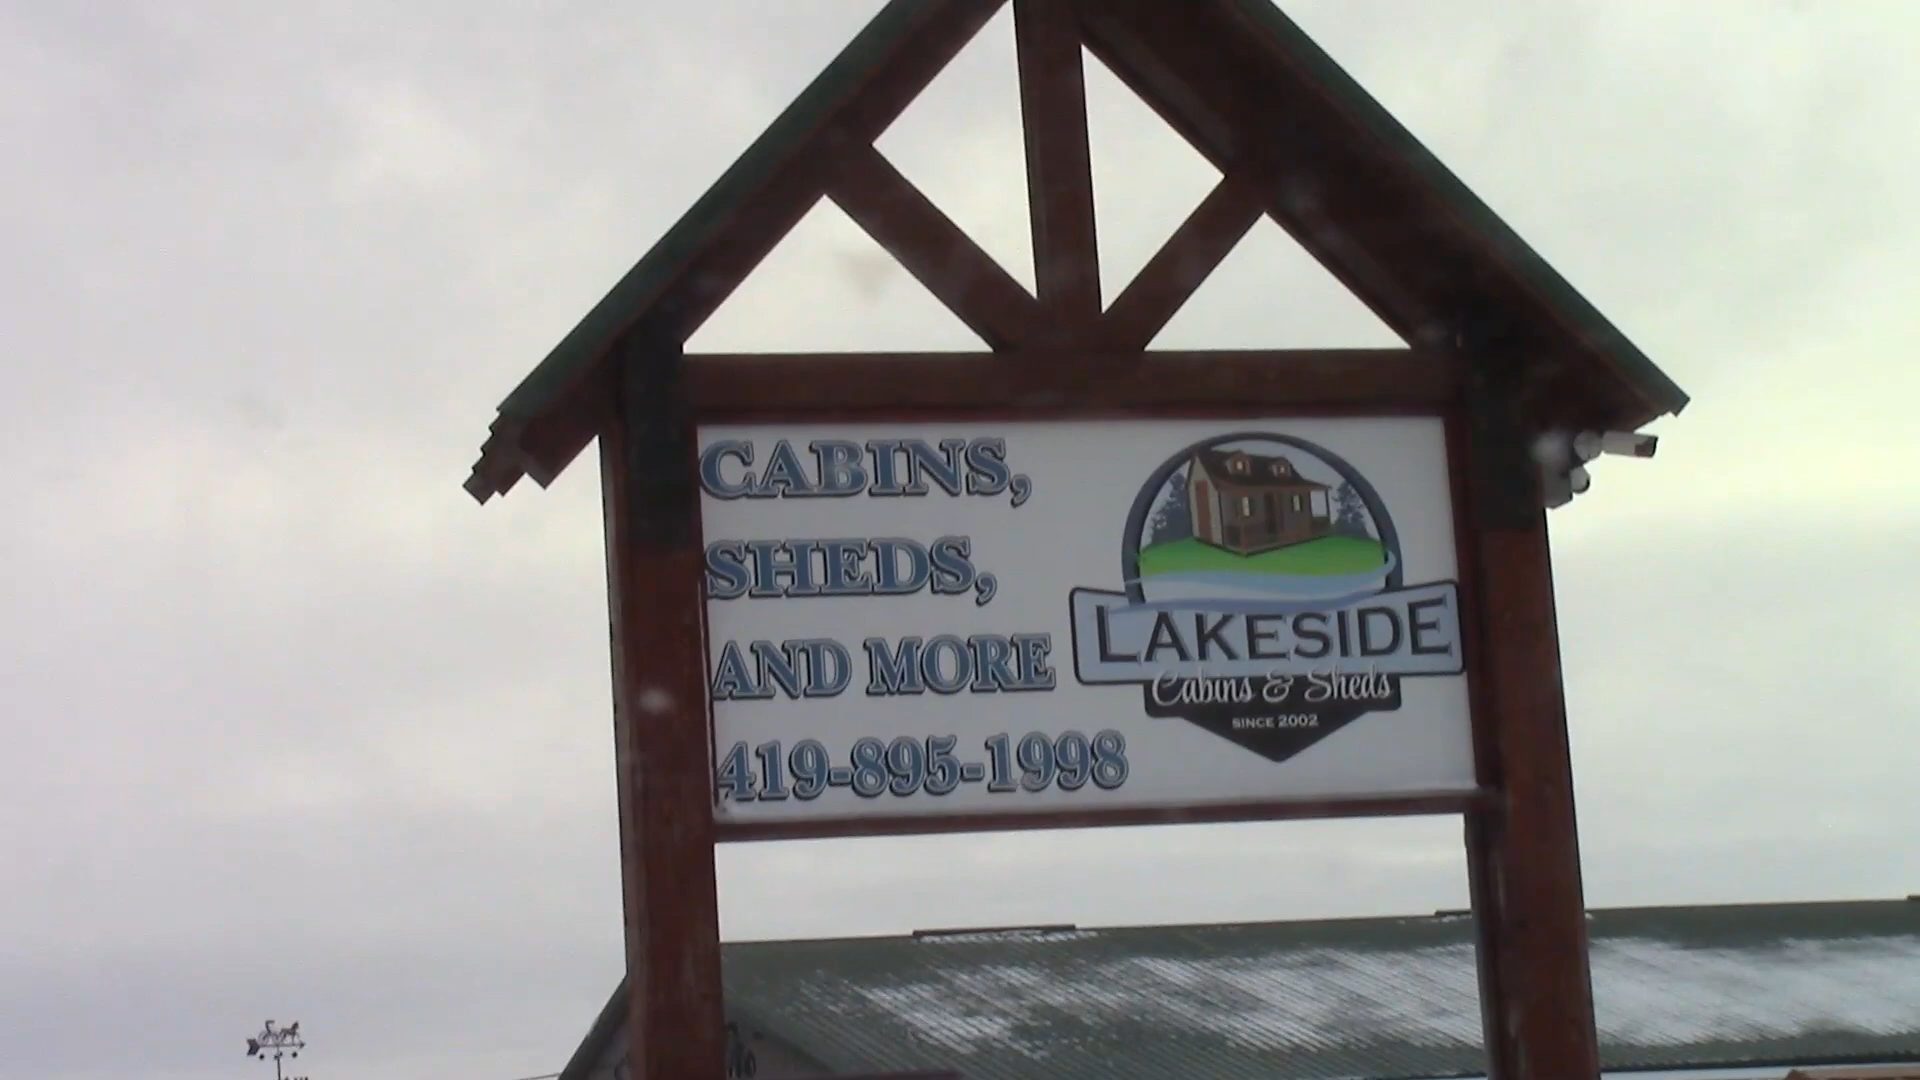 CABINS,
SHEDS,
AND MORE
419-895-1998
LAKESIDE
Cabins & Sheds
SINCE 2002